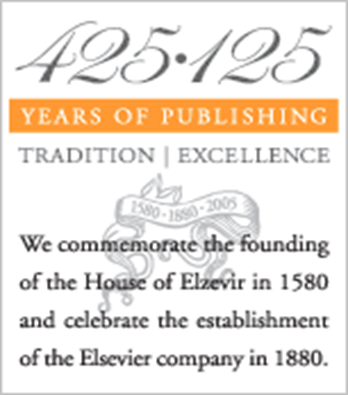 425·125
YEARS OF PUBLISHING
TRADITION | EXCELLENCE
1580·1880·2005
We commemorate the founding
of the House of Elzevir in 1580
and celebrate the establishment
of the Elsevier company in 1880.